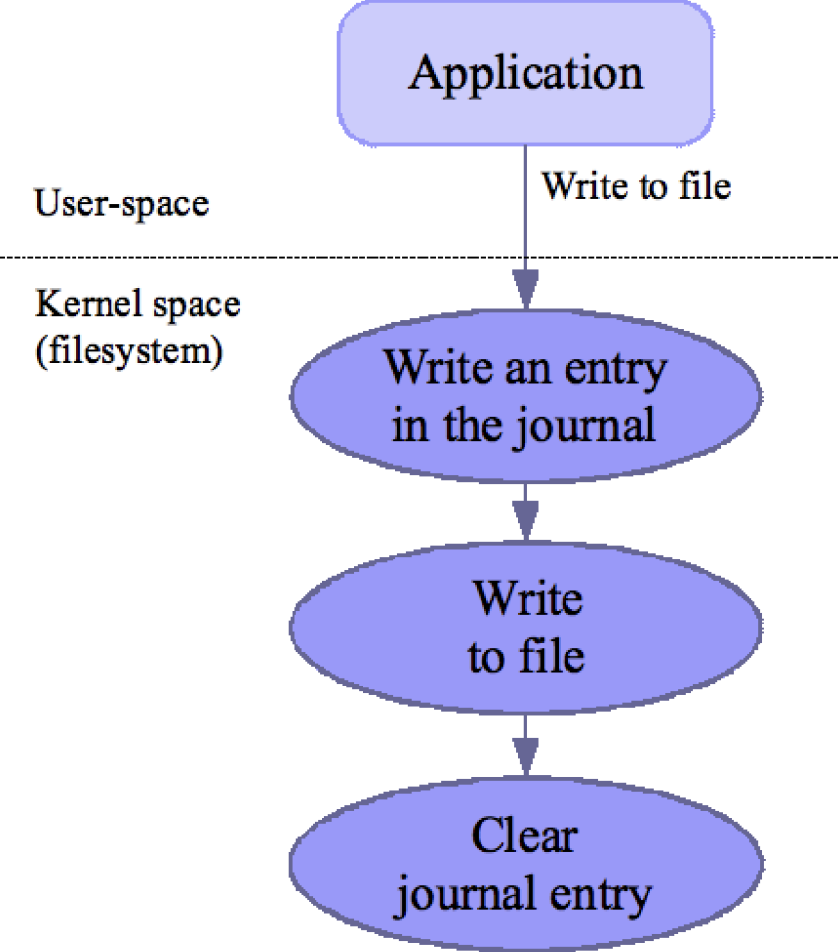 Application
Write to file
User-space
Kernel space
(filesystem)
Write an entry
in the journal
Write
to file
Clear
journal entry